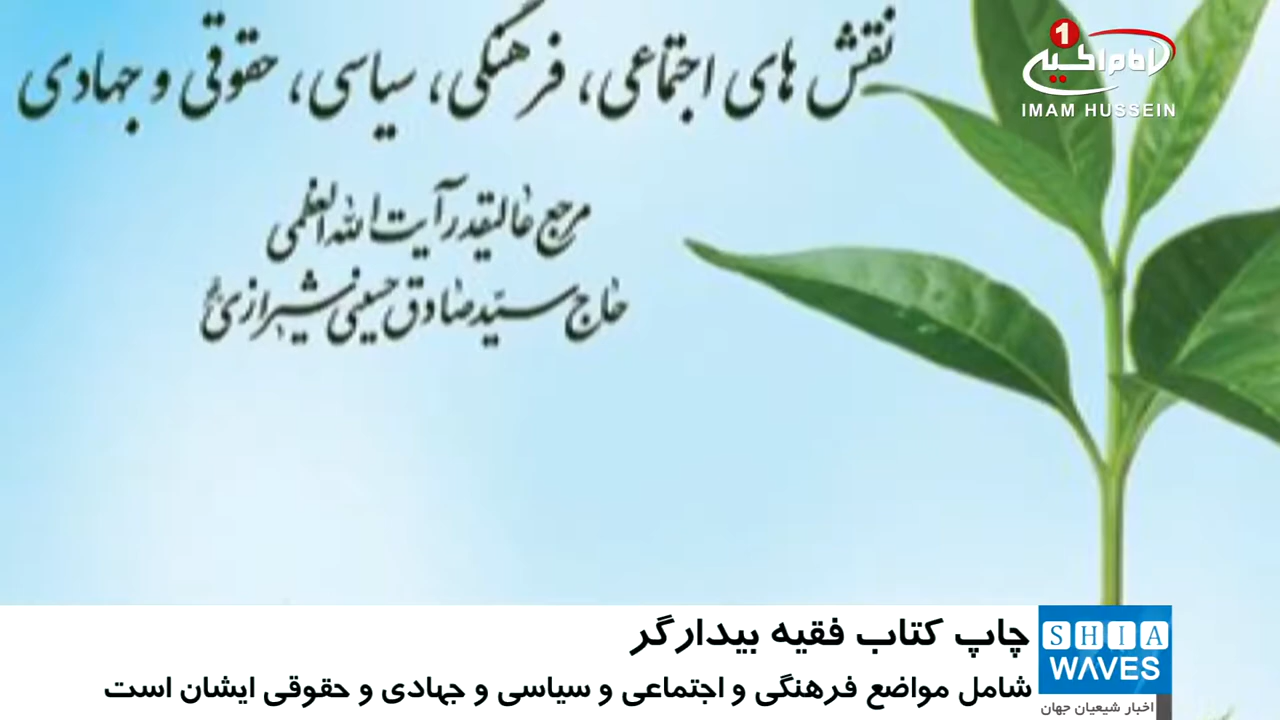 نقش های اجتماعی، فرهنگی، سیاسی، حقوقی و جهادی
1
امام الحسین
IMAM HUSSEIN
مرجع عالیقدر آیت الله العظمی
حاج سید صادق حسینی شیرازی
چاپ کتاب فقیه بیدارگر
شامل مواضع فرهنگی و اجتماعی و سیاسی و جهادی و حقوقی ایشان است
SHIA
WAVES
اخبار شیعیان جهان